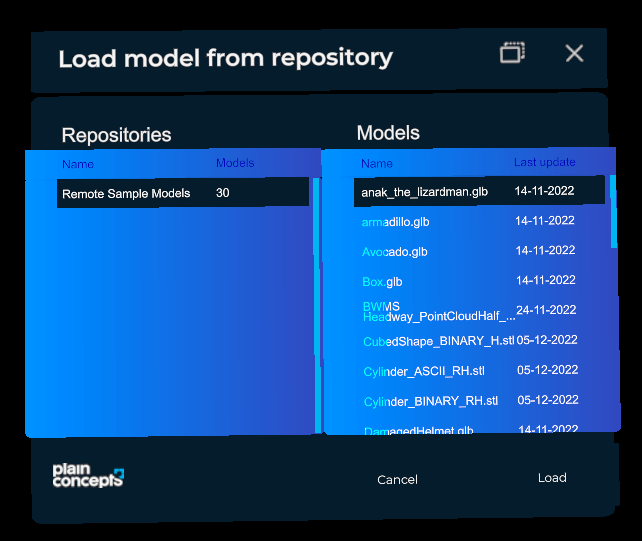 Load model from repository
Repositories
Models
Name Models
Name Last update
Remote Sample Models 30
anak_the_lizardman.glb 14-11-2022
armadillo.glb 14-11-2022
Avocado.glb 14-11-2022
Box.glb 14-11-2022
BWMS
Headway_PointCloudHalf_... 24-11-2022
CubedShape_BINARY_H.stl 05-12-2022
Cylinder_ASCII_RH.stl 05-12-2022
Cylinder_BINARY_RH.stl 05-12-2022
DamagedHelmet.glb 14-11-2022
plain
concepts
Cancel
Load